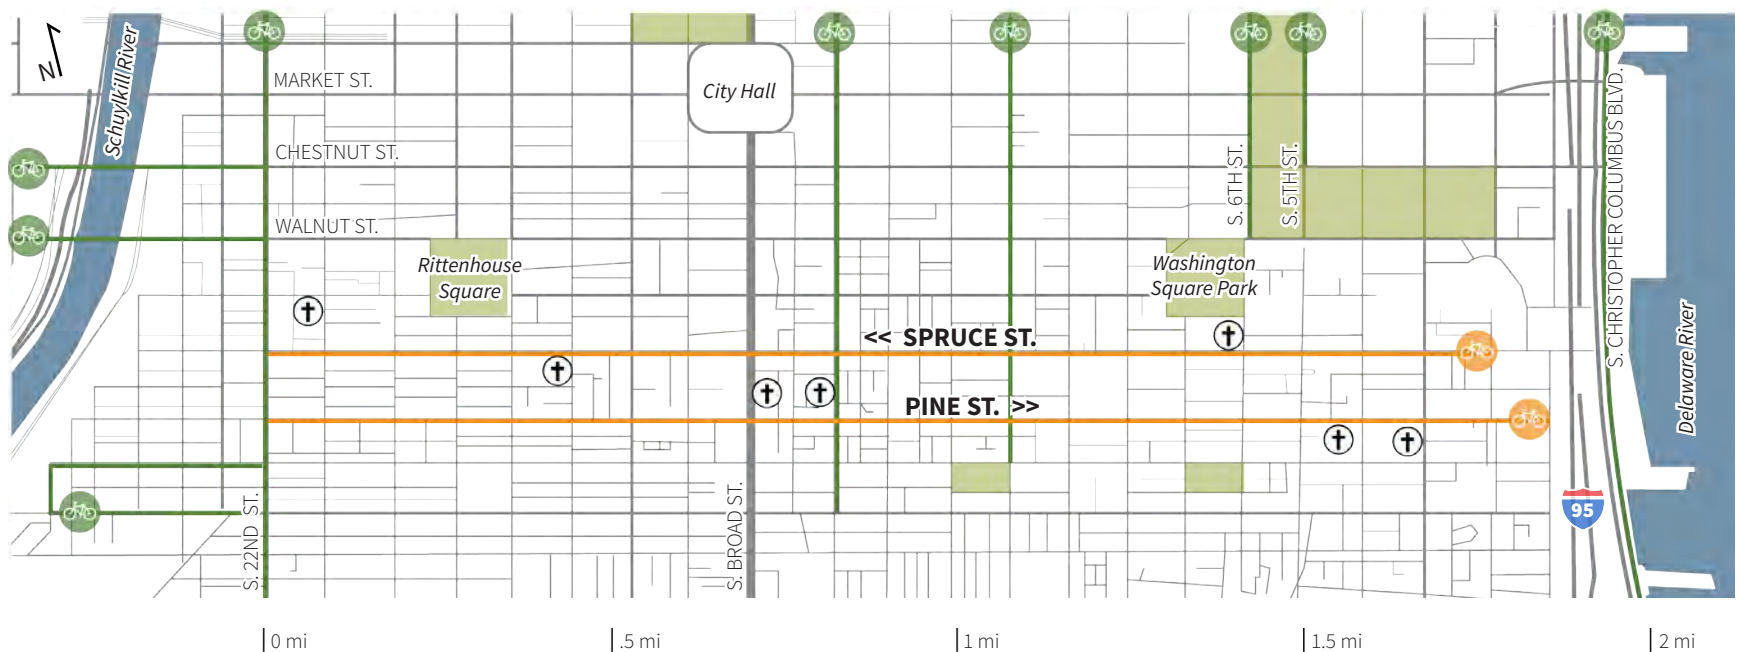 N
Schuylkill River
MARKET ST.
City Hall
CHESTNUT ST.
WALNUT ST.
S. 6TH ST.
S. 5TH ST.
S. CHRISTOPHER COLUMBUS BLVD.
Rittenhouse
Square
Washington
Square Park
<< SPRUCE ST.
PINE ST. >>
Delaware River
S. 22ND ST.
S. BROAD ST.
95
0 mi
.5 mi
1 mi
1.5 mi
2 mi